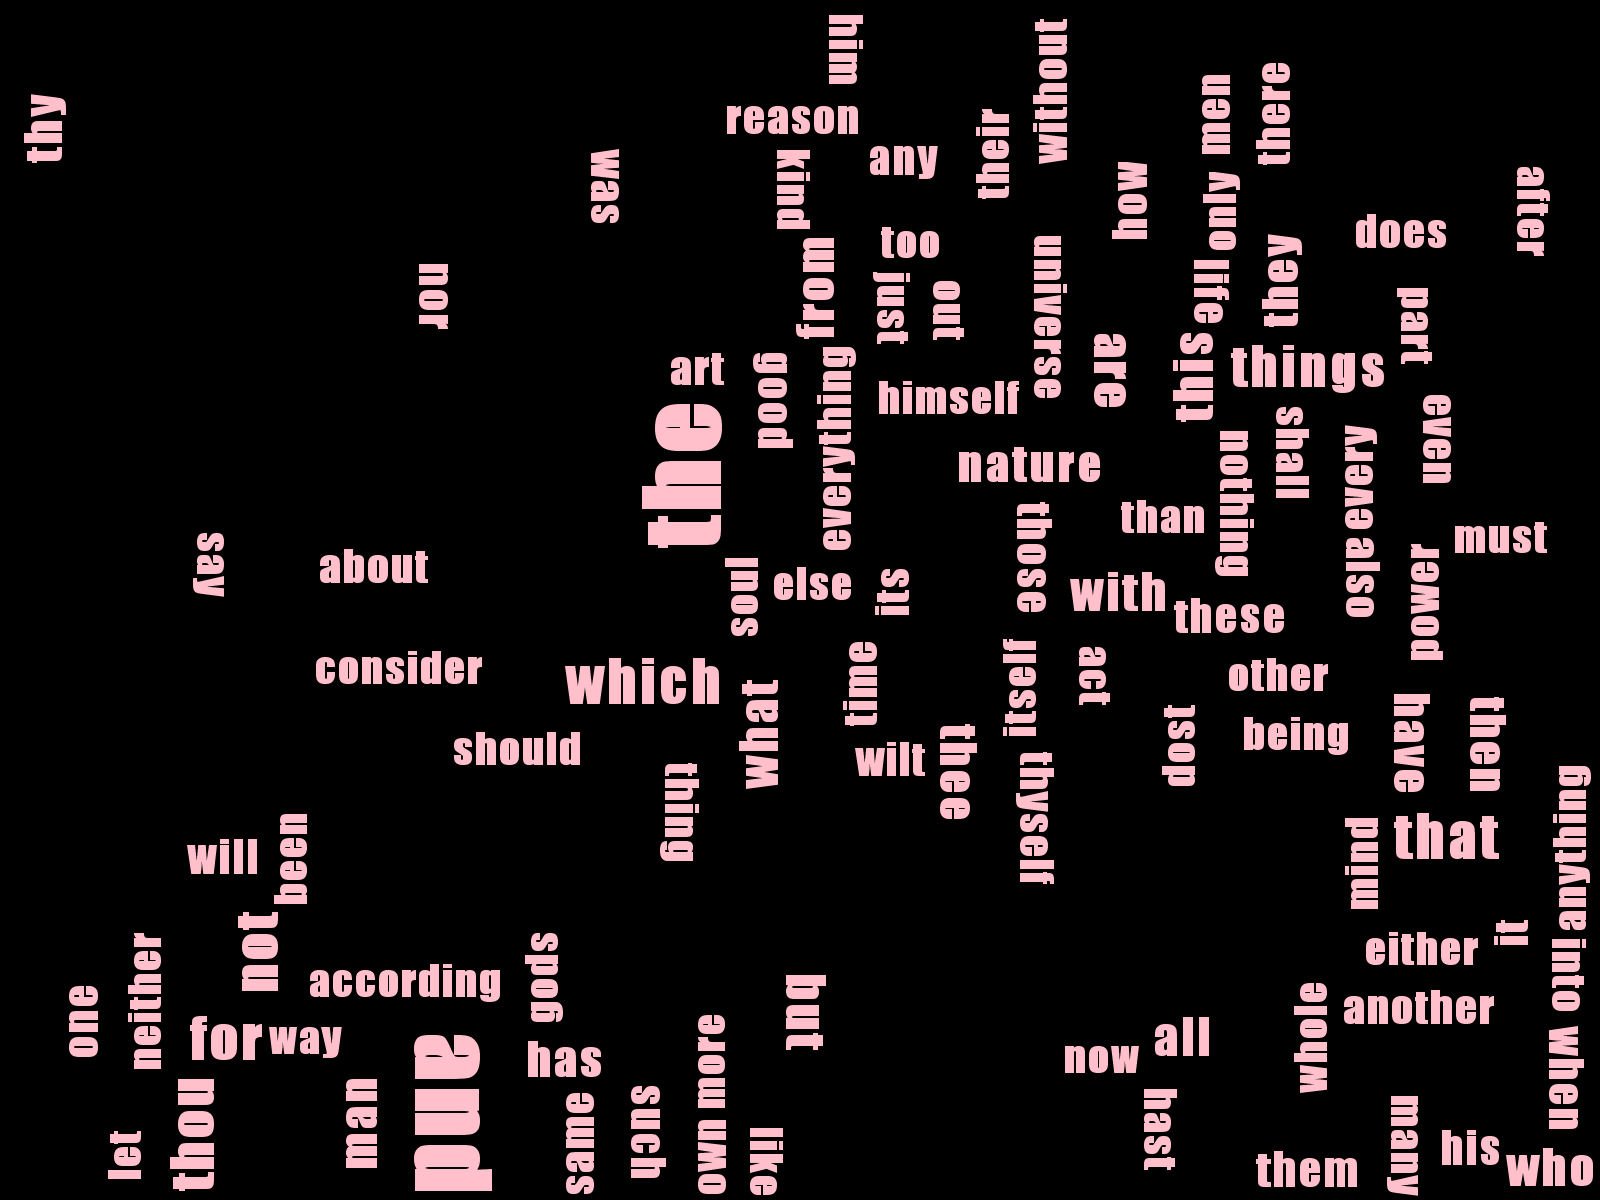 him
without
thy
reason
men
there
their
any
was
kind
how
only
after
does
too
from
universe
they
nor
just
out
life
part
are
this
things
art
good
everything
himself
even
the
shall
nature
nothing
every
those
than
must
say
about
soul
else
its
with
these
also
power
consider
which
time
itself
act
other
what
have
then
should
wilt
thee
dost
being
thing
thyself
will
been
mind
that
anything
not
neither
according
gods
but
either
it
into
one
for
way
and
has
more
now
all
whole
another
when
let
thou
man
same
such
own
like
hast
them
many
his
who